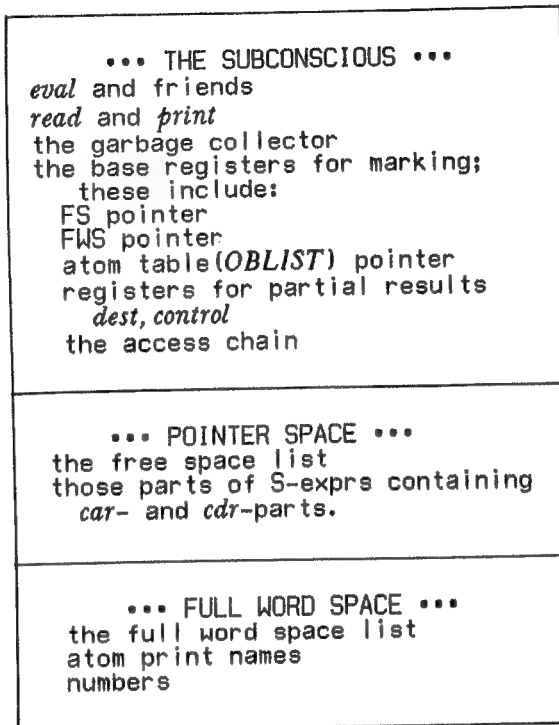 ••• THE SUBCONSCIOUS •••
eval and friends
read and print
the garbage collector
the base registers for marking;
these include:
FS pointer
FWS pointer
atom table(OBLIST) pointer
registers for partial results
dest, control
the access chain
••• POINTER SPACE •••
the free space list
those parts of S-exprs containing
car- and cdr-parts.
••• FULL WORD SPACE •••
the full word space list
atom print names
numbers